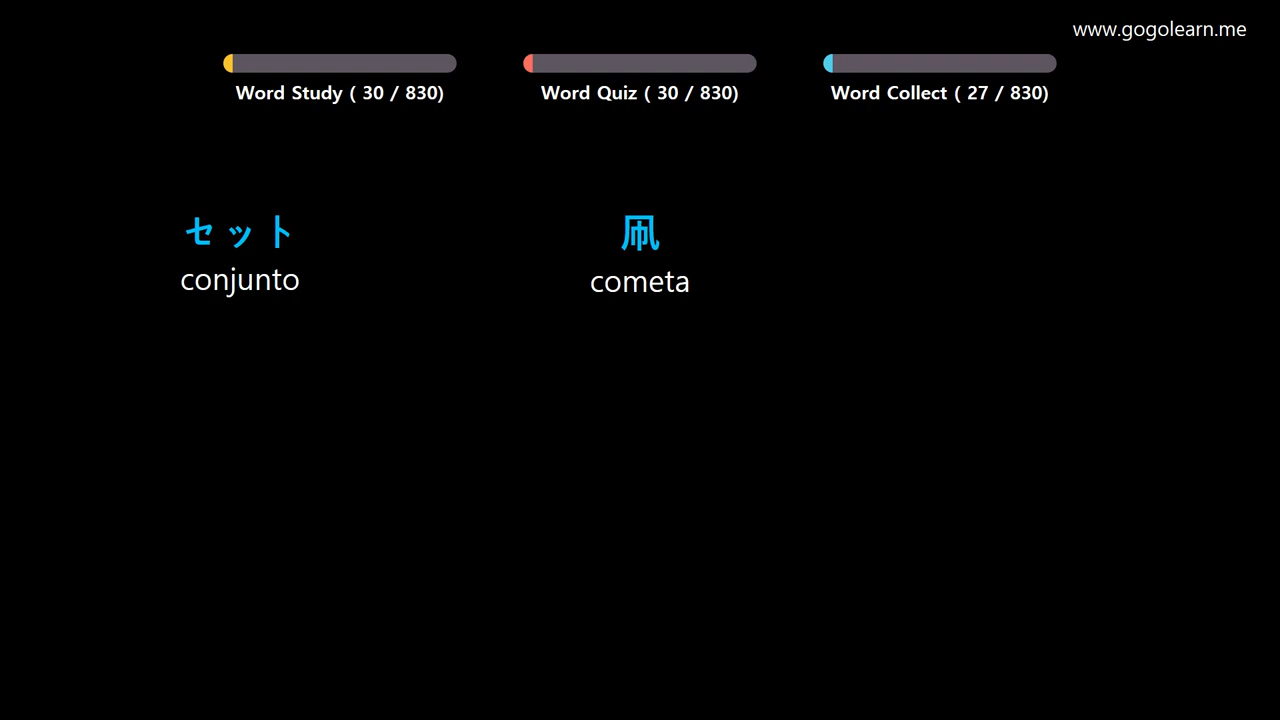 www.gogolearn.me
Word Study ( 30 / 830)
Word Quiz ( 30 / 830)
Word Collect ( 27 / 830)
セット
conjunto
凧
cometa